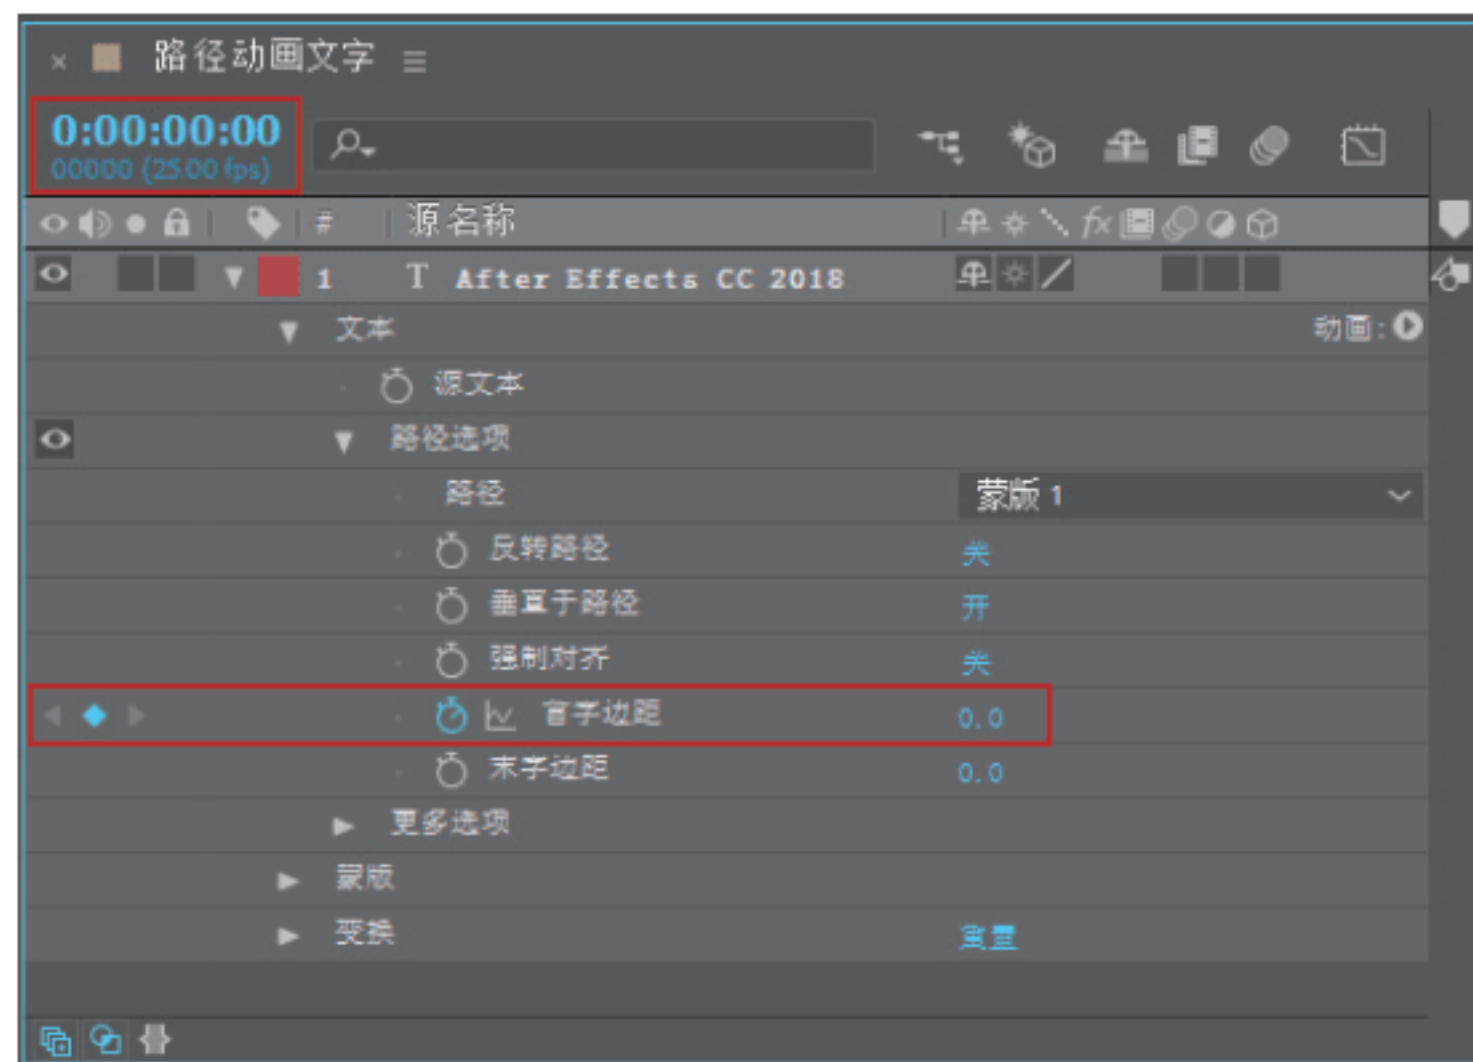 路径动画文字
0:00:00:00
00000 (25.00 fps)
# 源名称 fx
1 T After Effects CC 2018
文本 动画:
源文本
路径选项
路径 蒙版 1
反转路径 关
垂直于路径 开
强制对齐 关
首字边距 0.0
末字边距 0.0
更多选项
蒙版
变换 重置